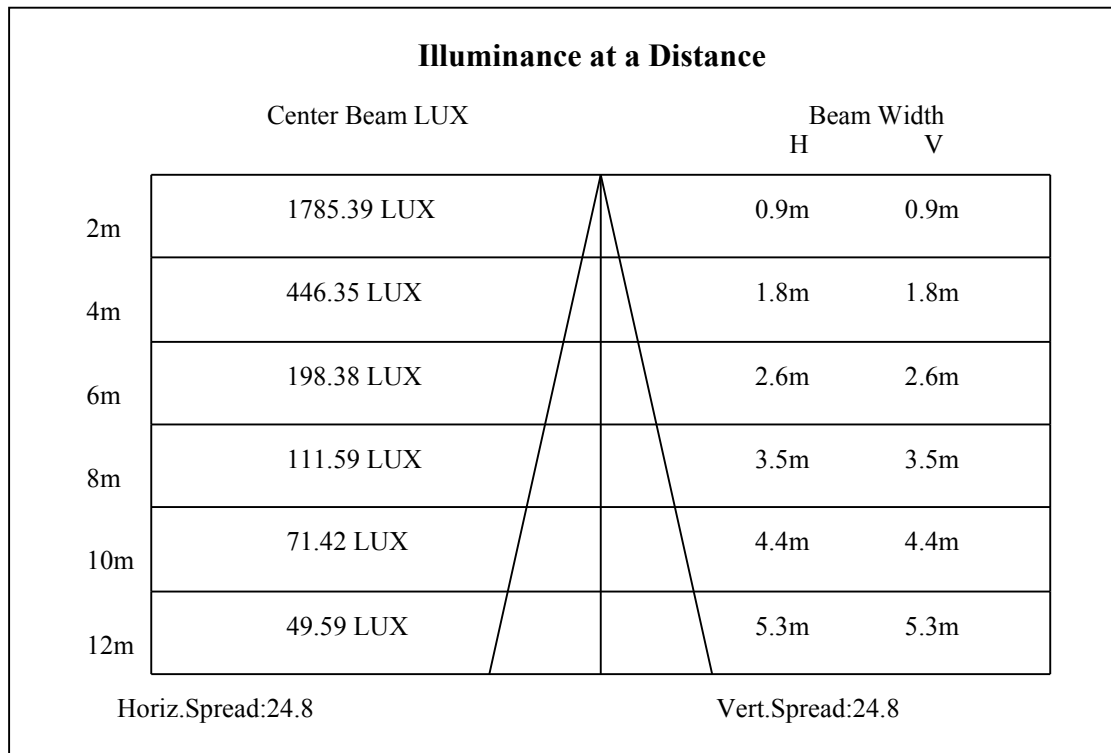 Illuminance at a Distance
Center Beam LUX Beam Width
H V
1785.39 LUX 0.9m 0.9m
2m
446.35 LUX 1.8m 1.8m
4m
198.38 LUX 2.6m 2.6m
6m
111.59 LUX 3.5m 3.5m
8m
71.42 LUX 4.4m 4.4m
10m
49.59 LUX 5.3m 5.3m
12m
Horiz.Spread:24.8 Vert.Spread:24.8